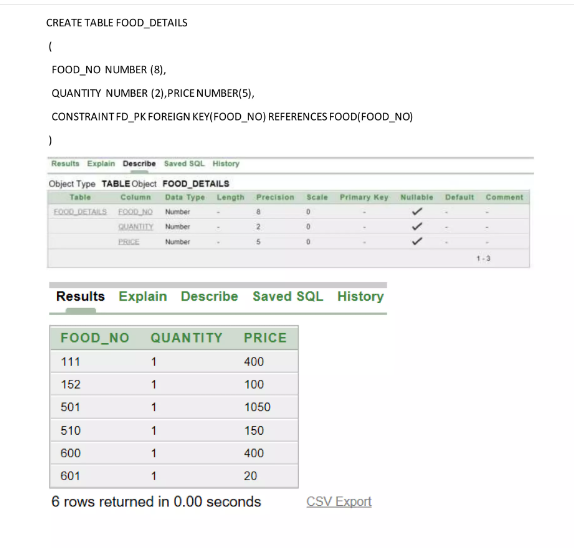 CREATE TABLE FOOD_DETAILS
(
FOOD_NO NUMBER (8),
QUANTITY NUMBER (2),PRICE NUMBER(5),
CONSTRAINT FD_PK FOREIGN KEY(FOOD_NO) REFERENCES FOOD(FOOD_NO)
)
Results Explain Describe Saved SQL History
Object Type TABLE Object FOOD_DETAILS
Table Column Data Type Length Precision Scale Primary Key Nullable Default Comment
FOOD_DETAILS FOOD_NO Number - 8 0 - ✓ - -
QUANTITY Number - 2 0 - ✓ - -
PRICE Number - 5 0 - ✓ - -
1 - 3
Results Explain Describe Saved SQL History
FOOD_NO QUANTITY PRICE
111 1 400
152 1 100
501 1 1050
510 1 150
600 1 400
601 1 20
6 rows returned in 0.00 seconds CSV Export